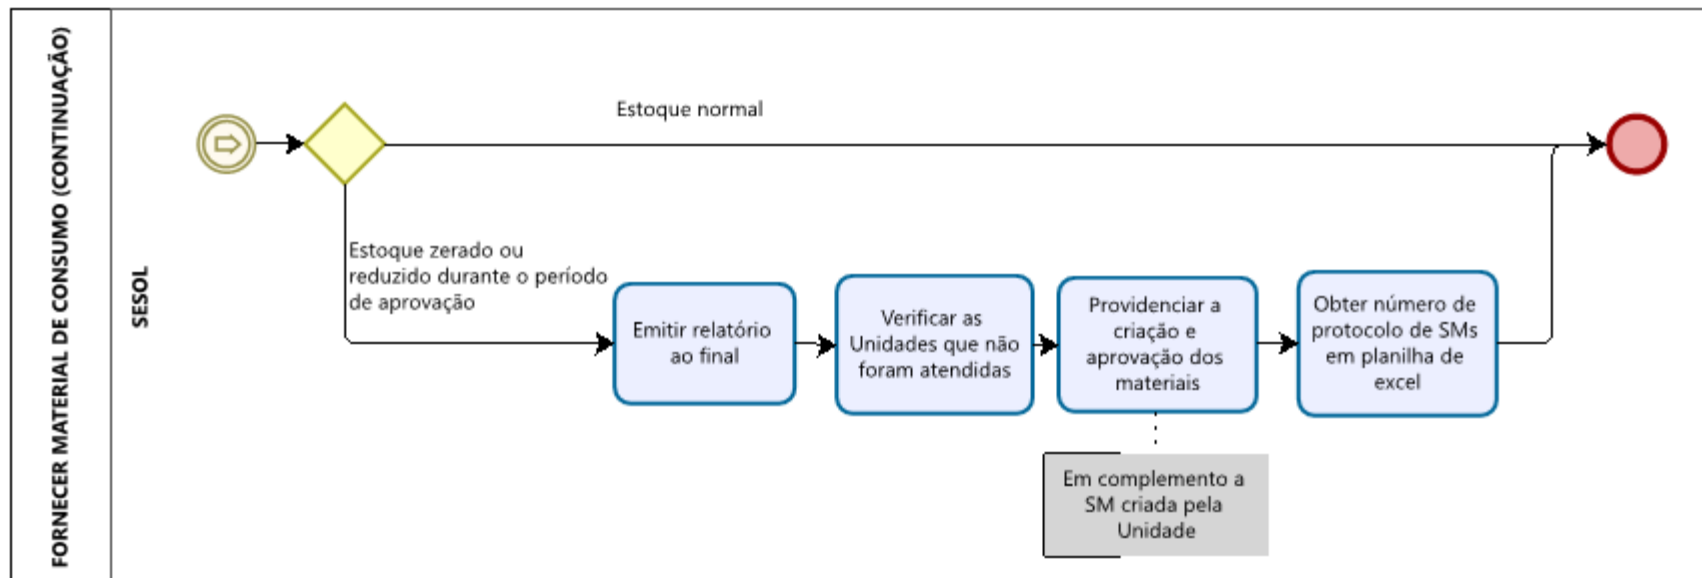 FORNECER MATERIAL DE CONSUMO (CONTINUAÇÃO)
SESOL
Estoque normal
Estoque zerado ou
reduzido durante o período
de aprovação
Emitir relatório
ao final
Verificar as
Unidades que não
foram atendidas
Providenciar a
criação e
aprovação dos
materiais
Obter número de
protocolo de SMs
em planilha de
excel
Em complemento a
SM criada pela
Unidade